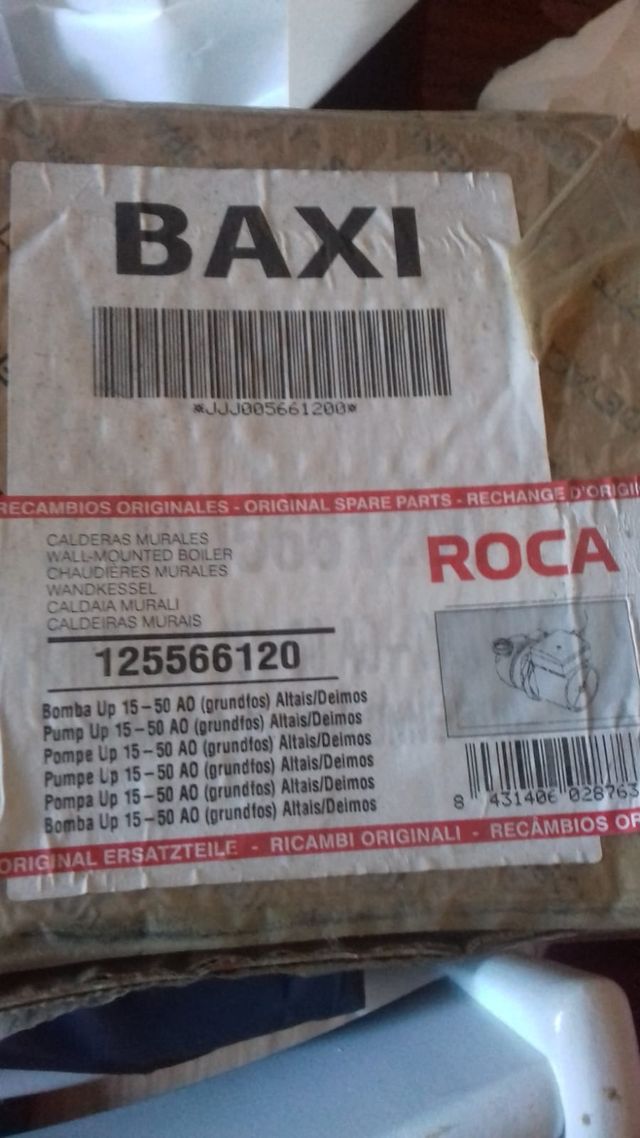 BAXI
*JJJ005661200*
RECAMBIOS ORIGINALES - ORIGINAL SPARE PARTS - RECHANGE D'ORIGI
CALDERAS MURALES
WALL-MOUNTED BOILER
CHAUDIÈRES MURALES
WANDKESSEL
CALDAIA MURALI
CALDEIRAS MURAIS
ROCA
125566120
Bomba Up 15-50 AO (grundfos) Altais/Deimos
Pump Up 15-50 AO (grundfos) Altais/Deimos
Pompe Up 15-50 AO (grundfos) Altais/Deimos
Pumpe Up 15-50 AO (grundfos) Altais/Deimos
Pompa Up 15-50 AO (grundfos) Altais/Deimos
Bomba Up 15-50 AO (grundfos) Altais/Deimos
8 431406 028763
ORIGINAL ERSATZTEILE - RICAMBI ORIGINALI - RECÂMBIOS OR